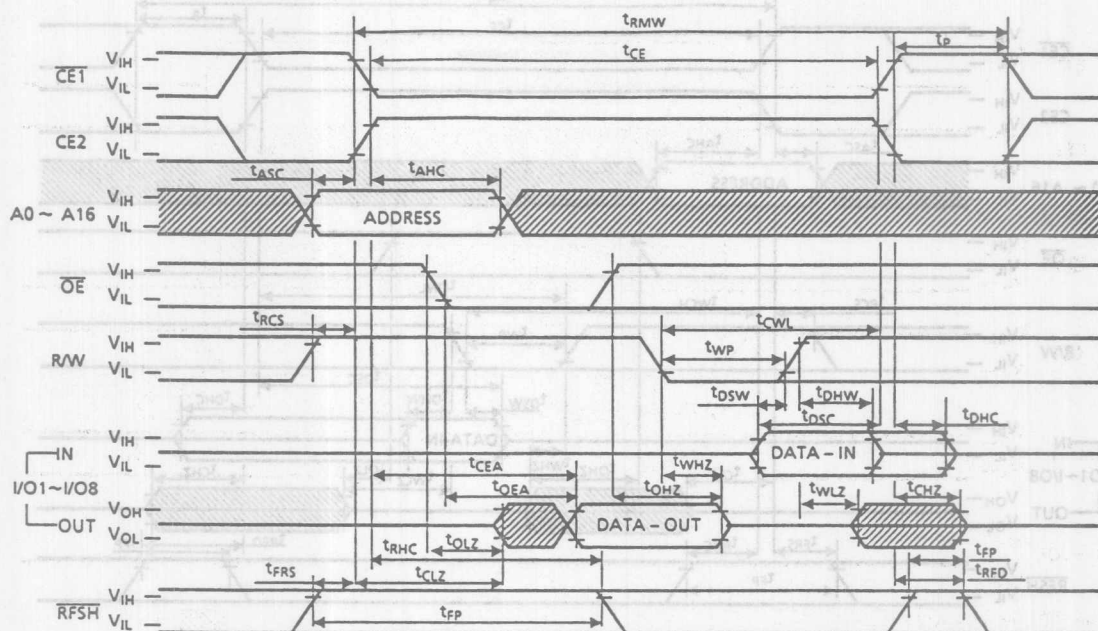 tRMW
tP
tCE
CE1
VIH
VIL
CE2
VIH
VIL
tASC
tAHC
A0 ~ A16
VIH
VIL
ADDRESS
OE
VIH
VIL
tRCS
tCWL
R/W
VIH
VIL
tWP
tDSW
tDHW
tDSC
tDHC
IN
VIH
VIL
DATA – IN
I/O1~I/O8
tCEA
tWHZ
tOEA
tOHZ
tWLZ
tCHZ
OUT
VOH
VOL
DATA – OUT
tOLZ
tRHC
tFP
tFRS
tCLZ
tRFD
RFSH
VIH
VIL
tFP